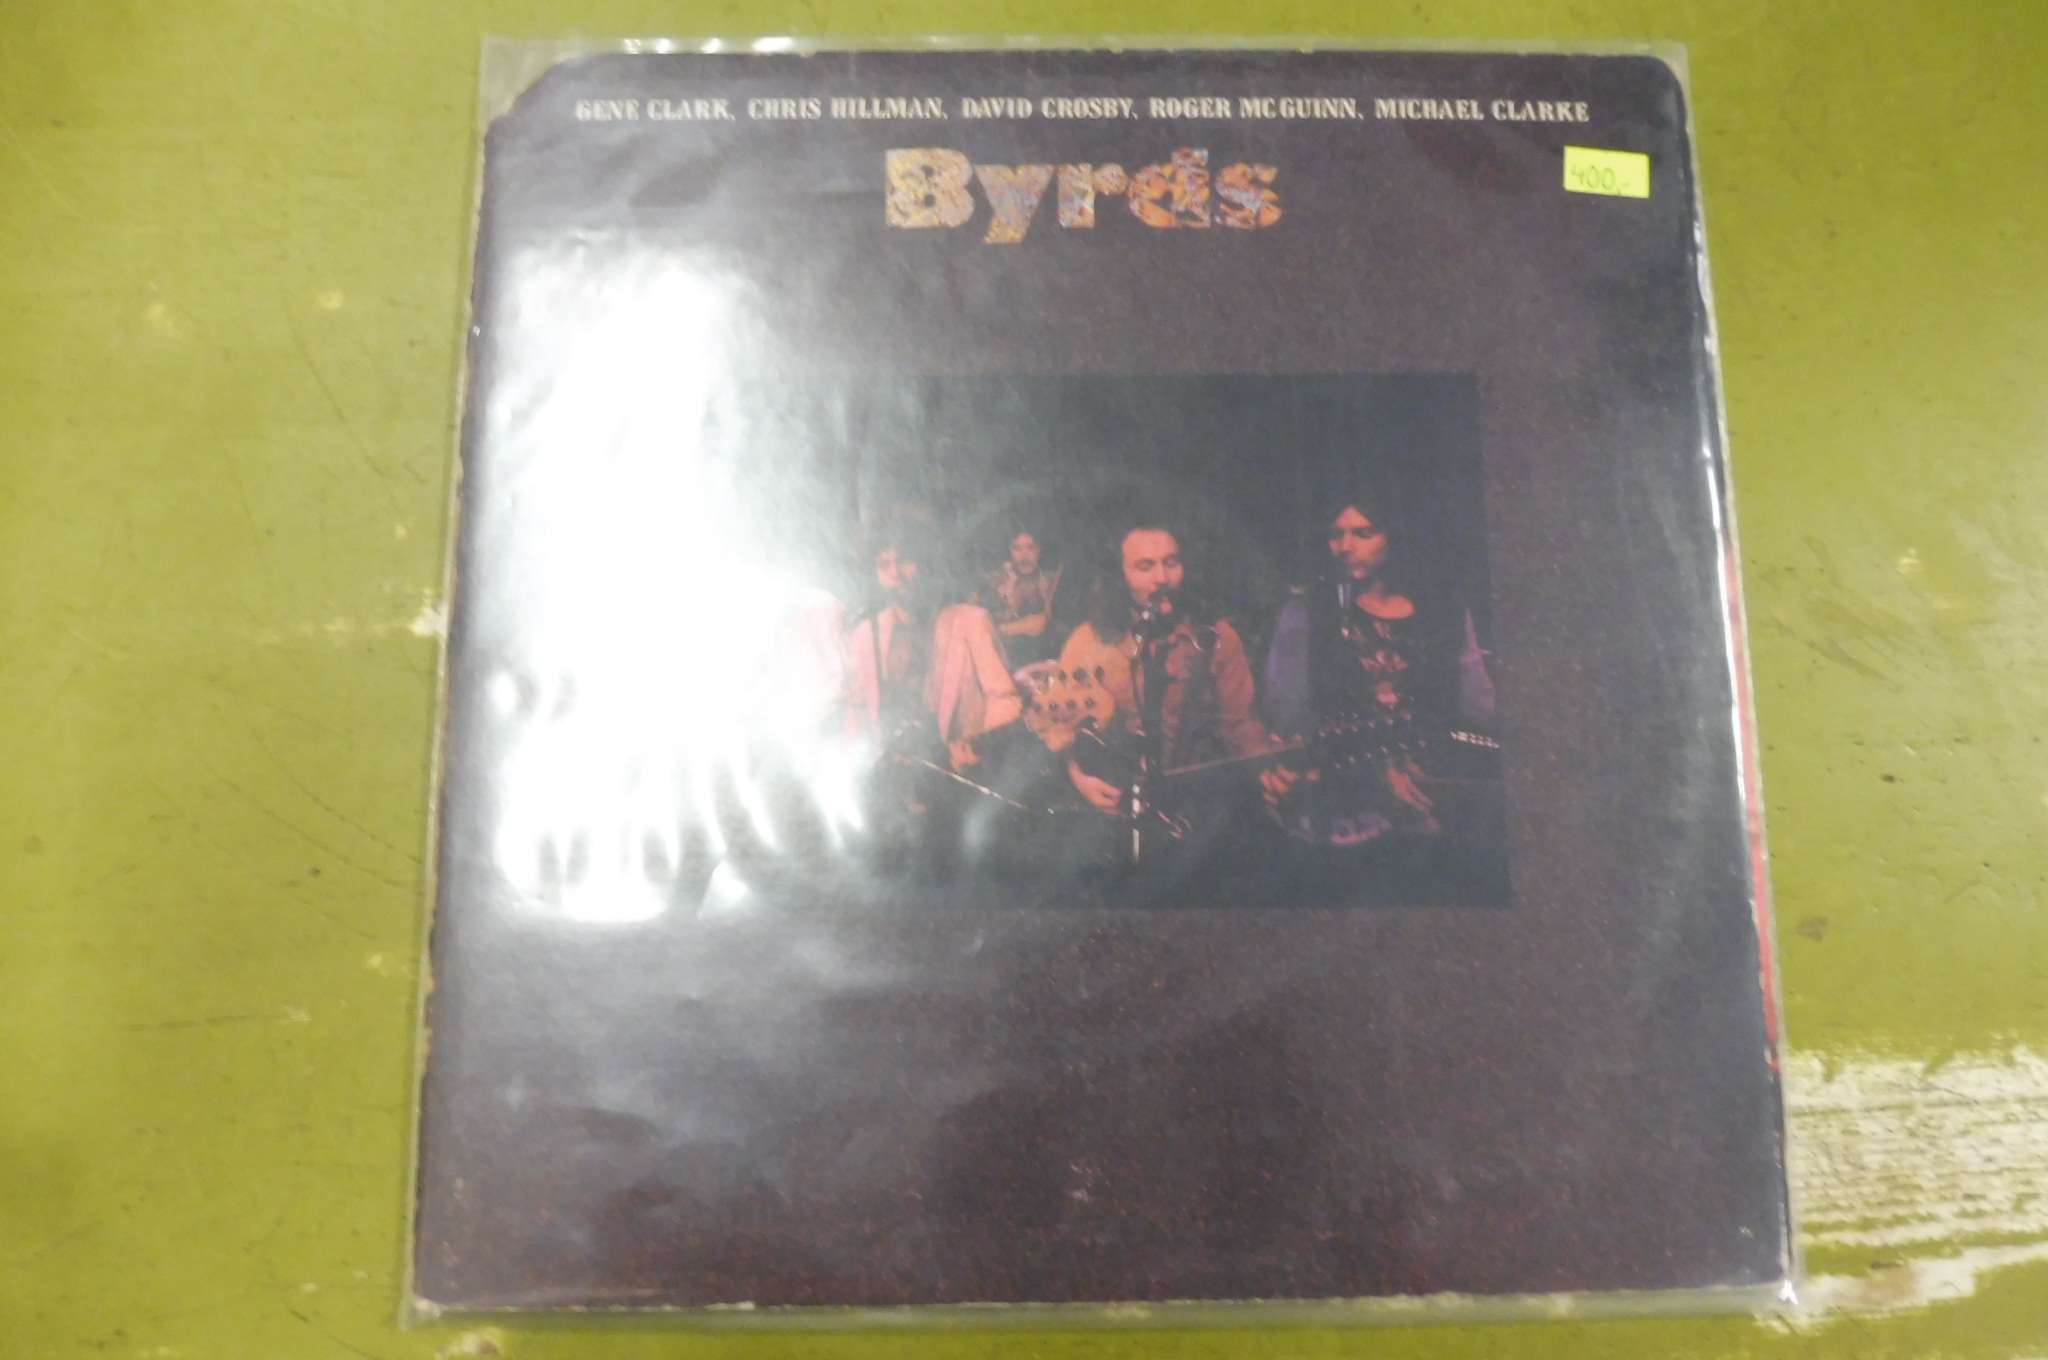 GENE CLARK, CHRIS HILLMAN, DAVID CROSBY, ROGER MCGUINN, MICHAEL CLARKE
Byrds
400,-